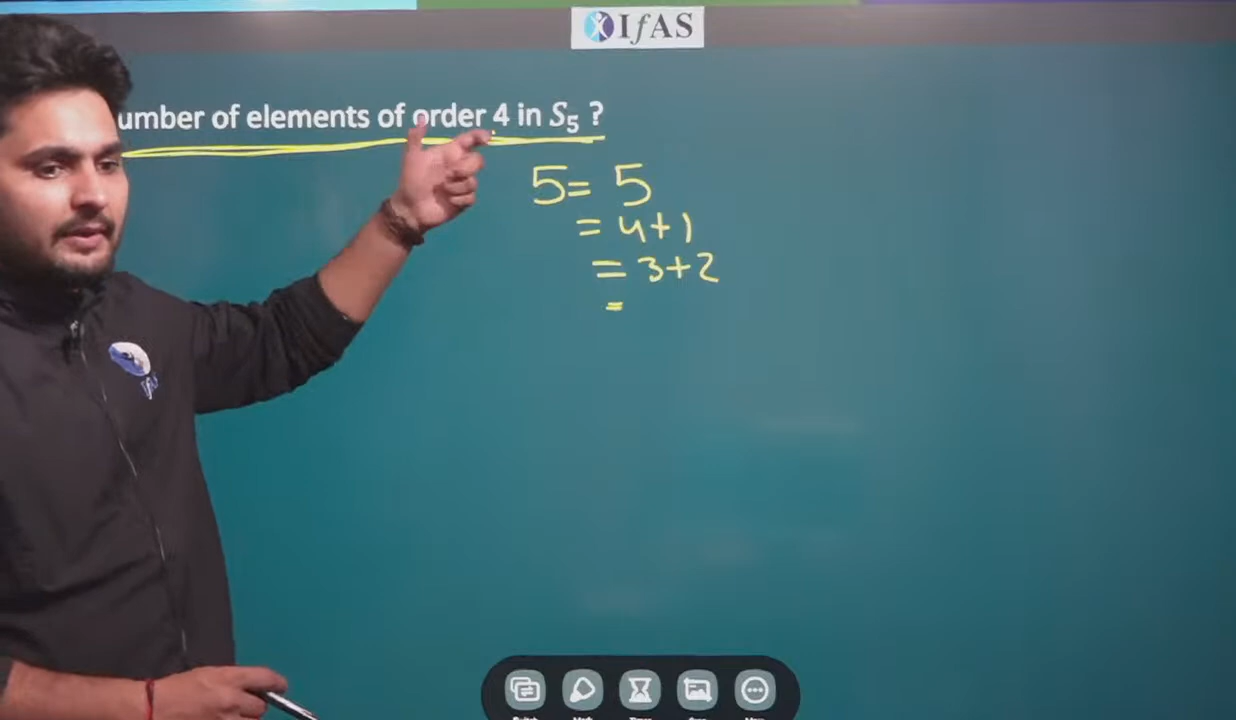 IfAS
umber of elements of order 4 in S₅ ?
5 = 5
= 4+1
= 3+2
=